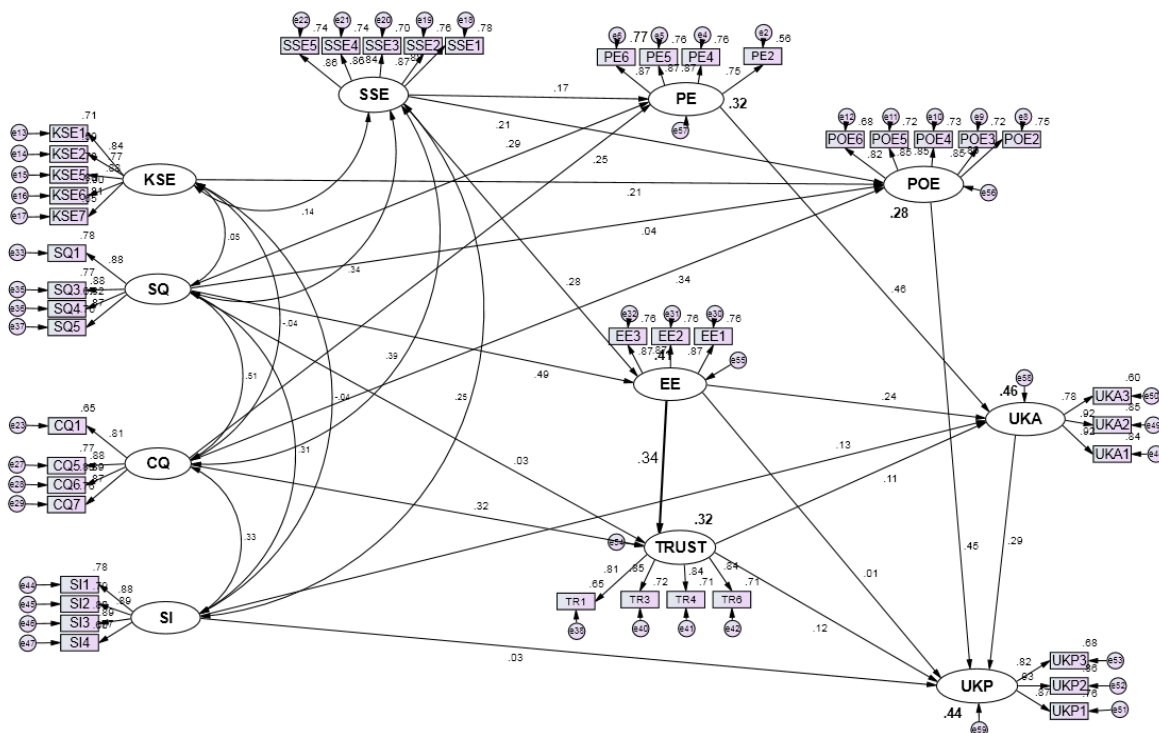 e22 e21 e20 e19 e18
.74 .74 .70 .76 .78
SSE5 SSE4 SSE3 SSE2 SSE1
.86 .86 .84 .87
SSE
e6 e5 e4 e2
.77 .76 .76 .56
PE6 PE5 PE4 PE2
.87 .87 .87 .75
PE
.32
e57
.17
.21
.29
.25
e12 e11 e10 e9 e8
.68 .72 .73 .72 .75
POE6 POE5 POE4 POE3 POE2
.82 .85 .85 .85
POE
.28
e56
.71
e13 KSE1
e14 KSE2
e15 KSE5
e16 KSE6
e17 KSE7
.84
.77
KSE
.14
.21
.05
.04
.78
e33 SQ1
.88
.77
e35 SQ3 .88
e36 SQ4
e37 SQ5
.87
SQ
.34
.28
.34
.46
-.04
.51
.39
-.04
.49
.25
.31
e32 e31 e30
.76 .76 .76
EE3 EE2 EE1
.87 .87
EE
e55
.24
.46
e58
UKA
.60
.78 UKA3 e50
.92 .85
UKA2 e49
.92 .84
UKA1
.65
e23 CQ1
.81
.77
e27 CQ5 .88
e28 CQ6
e29 CQ7
.87
CQ
.03
.34
.13
.11
.32
.33
.32
e54
TRUST
.81 .85 .84 .84
.65 .72 .71 .71
TR1 TR3 TR4 TR6
e38 e40 e41 e42
.45
.29
.01
.12
.78
e44 SI1 .88
e45 SI2 .89
e46 SI3 .89
e47 SI4
SI
.03
UKP
.44
e59
.68
.82 UKP3 e53
.86
.93 UKP2 e52
.87 .76
UKP1 e51